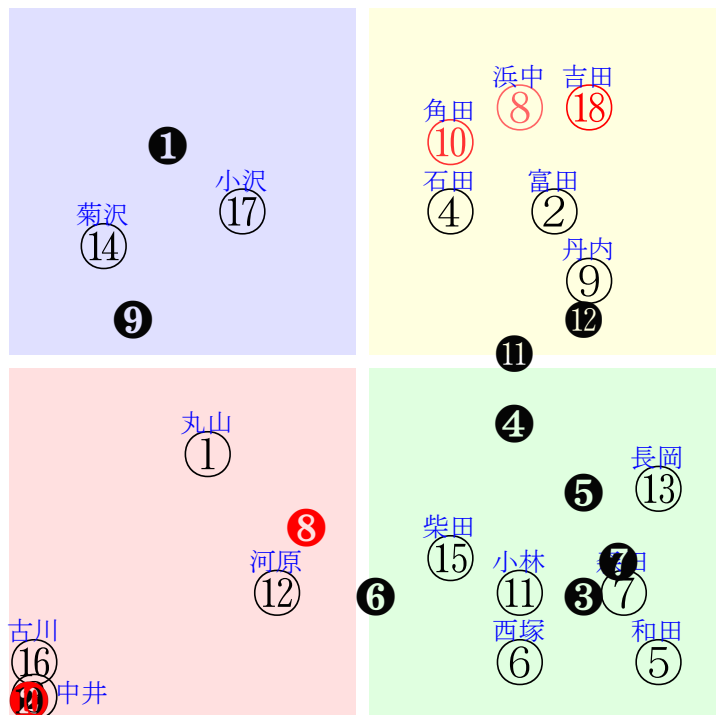 浜中 吉田
⑧ ⑱
角田
⑩
❶
小沢 石田 富田
⑰ ④ ②
菊沢
⑭
丹内
⑨
❾ ⓬
⓫
丸山
①
❹
長岡
⑬
❺
柴田
⑮
❽
河原 小林 田
⑫ ⑪ ❼
❻ ❸ ⑦
古川 西塚 和田
⑯ ⑥ ⑤
中井